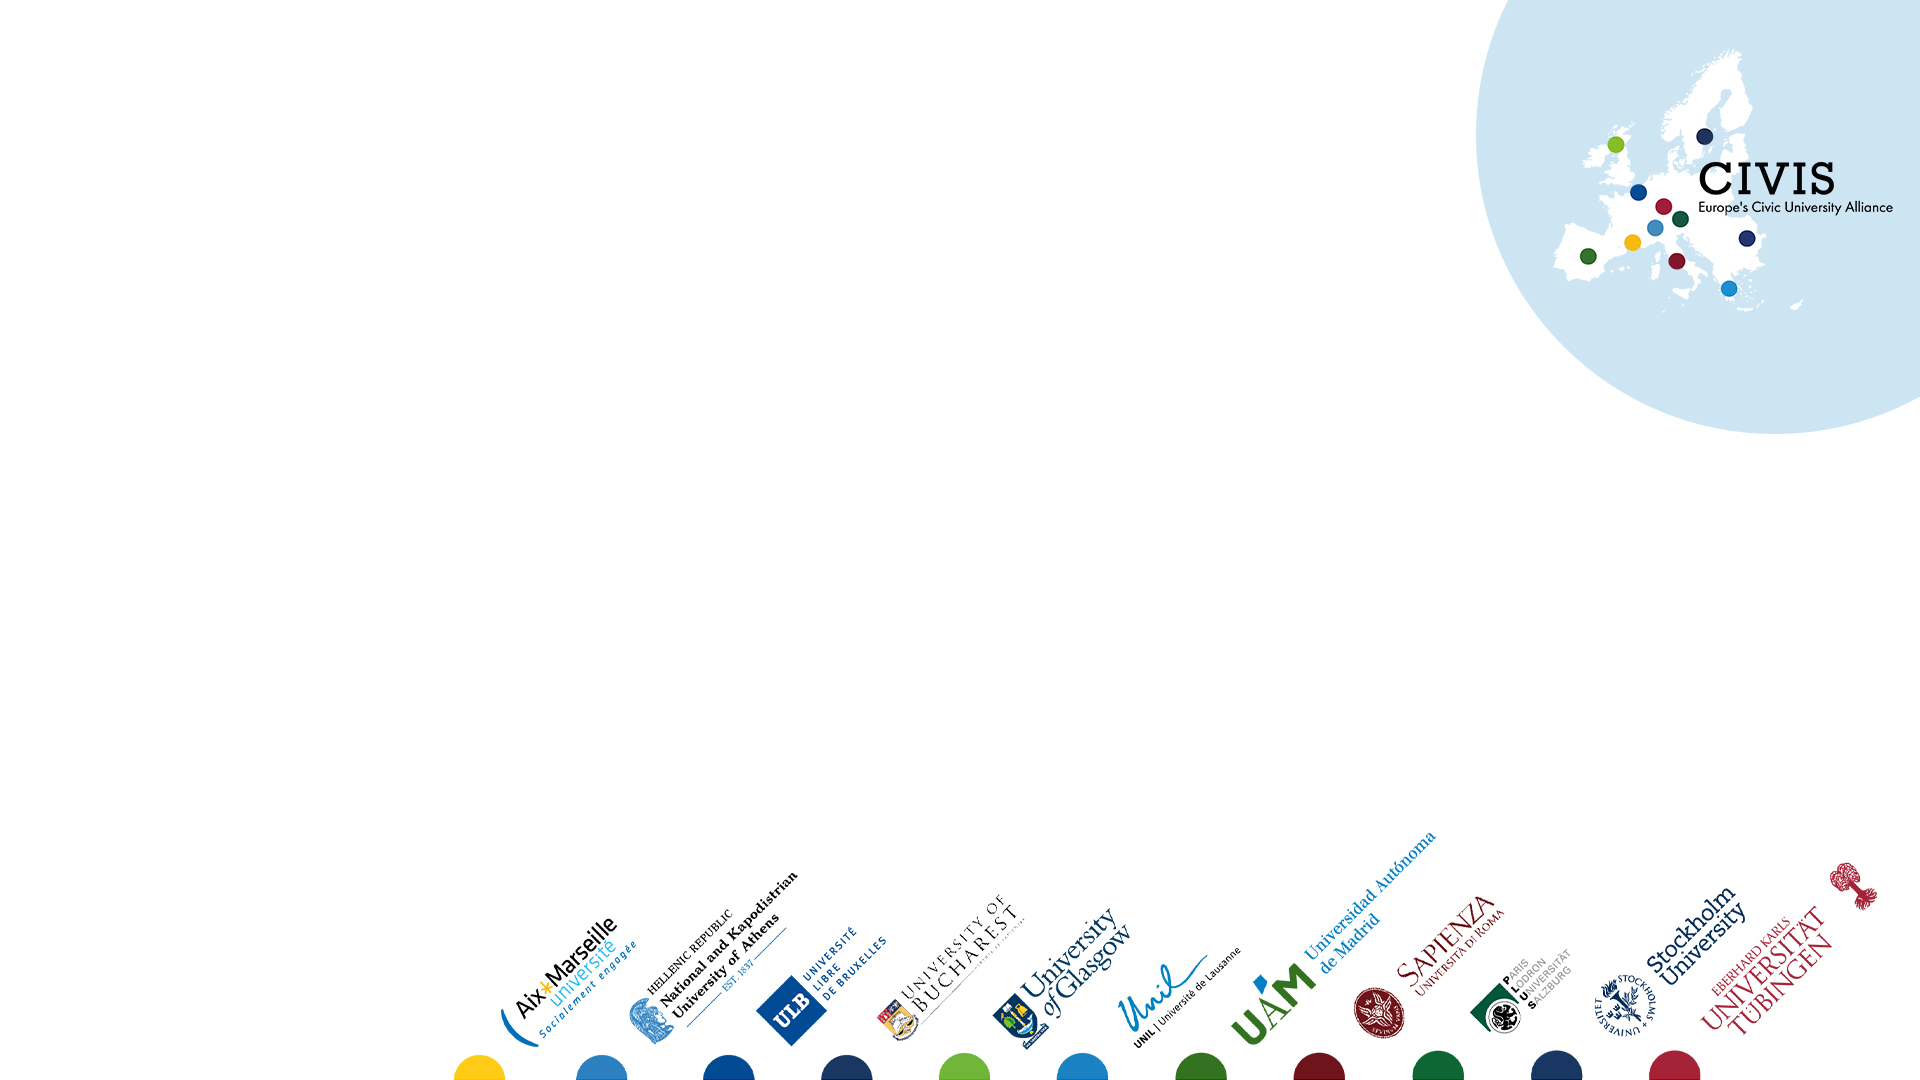 CIVIS
Europe's Civic University Alliance
Aix*Marseille
université
Socialement engagée
HELLENIC REPUBLIC
National and Kapodistrian
University of Athens
EST. 1837
ULB
UNIVERSITÉ
LIBRE
DE BRUXELLES
UNIVERSITY OF
BUCHAREST
University
of Glasgow
Unil
UNIL | Université de Lausanne
UAM
Universidad Autónoma
de Madrid
SAPIENZA
UNIVERSITÀ DI ROMA
PARIS
LODRON
UNIVERSITÄT
SALZBURG
STOCKHOLMS UNIVERSITET
Stockholm
University
EBERHARD KARLS
UNIVERSITÄT
TÜBINGEN